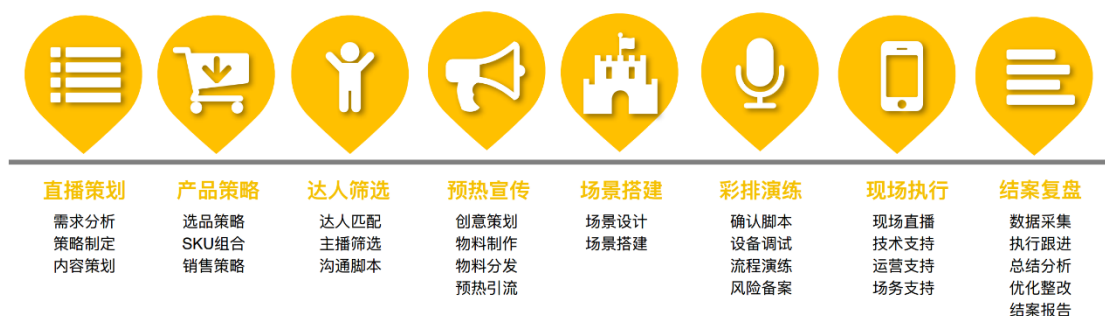 直播策划
需求分析
策略制定
内容策划
产品策略
选品策略
SKU组合
销售策略
达人筛选
达人匹配
主播筛选
沟通脚本
预热宣传
创意策划
物料制作
物料分发
预热引流
场景搭建
场景设计
场景搭建
彩排演练
确认脚本
设备调试
流程演练
风险备案
现场执行
现场直播
技术支持
运营支持
场务支持
结案复盘
数据采集
执行跟进
总结分析
优化整改
结案报告